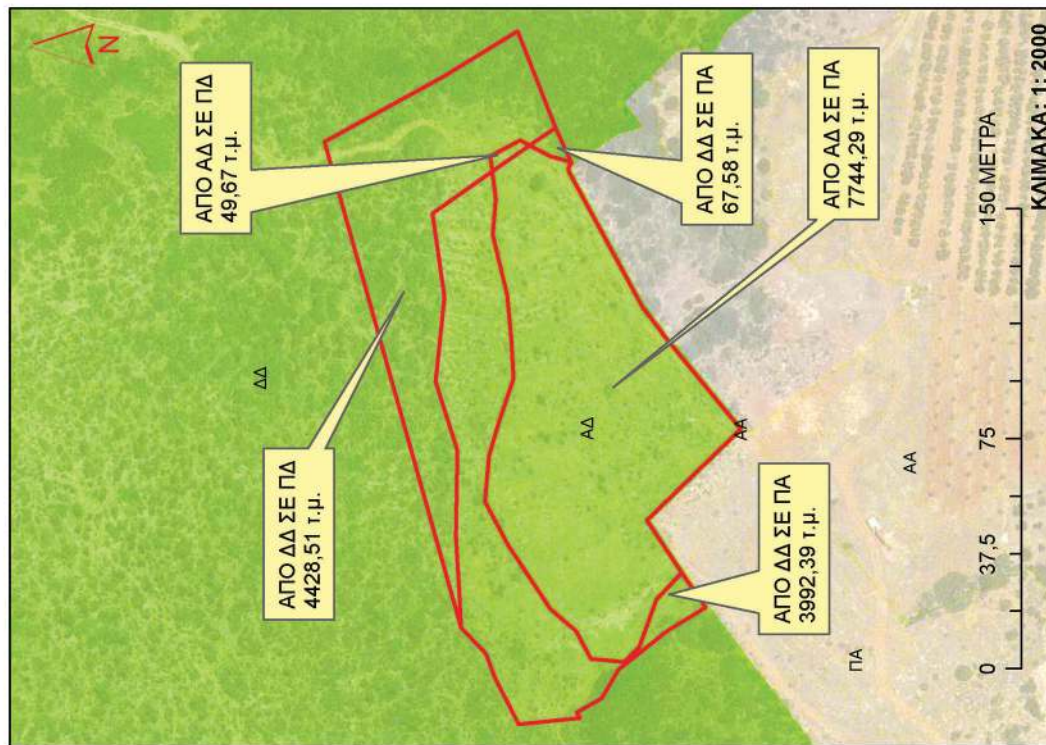 N
ΑΠΟ ΑΔ ΣΕ ΠΔ
49,67 τ.μ.
ΔΔ
ΑΠΟ ΔΔ ΣΕ ΠΔ
4428,51 τ.μ.
ΑΠΟ ΔΔ ΣΕ ΠΑ
67,58 τ.μ.
ΑΔ
ΑΠΟ ΑΔ ΣΕ ΠΑ
7744,29 τ.μ.
ΑΑ
ΑΠΟ ΔΔ ΣΕ ΠΑ
3992,39 τ.μ.
ΑΑ
ΠΑ
0 37,5 75 150 ΜΕΤΡΑ
ΚΛΙΜΑΚΑ: 1: 2000